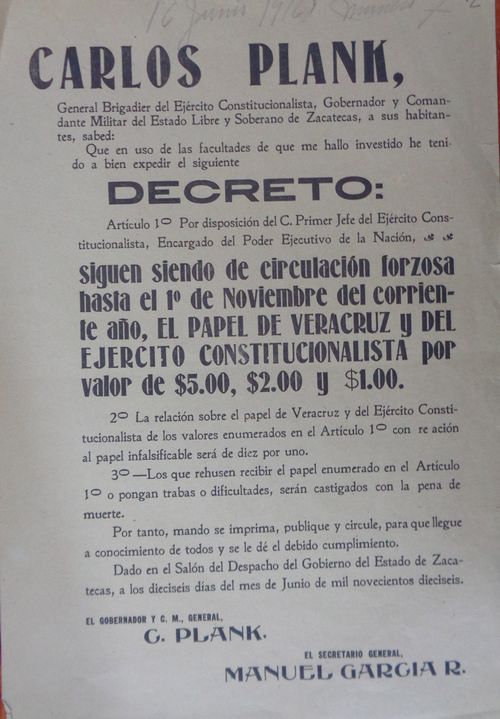 16 Junio 1916
CARLOS PLANK,
General Brigadier del Ejército Constitucionalista, Gobernador y Coman-
dante Militar del Estado Libre y Soberano de Zacatecas, a sus habitan-
tes, sabed:
Que en uso de las facultades de que me hallo investido he teni-
do a bien expedir el siguiente
DECRETO:
Artículo 1º Por disposición del C. Primer Jefe del Ejército Cons-
titucionalista, Encargado del Poder Ejecutivo de la Nación,
siguen siendo de circulación forzosa
hasta el 1º de Noviembre del corrien-
te año, EL PAPEL DE VERACRUZ y DEL
EJERCITO CONSTITUCIONALISTA por
valor de $5.00, $2.00 y $1.00.
2º La relación sobre el papel de Veracruz y del Ejército Consti-
tucionalista de los valores enumerados en el Artículo 1º con re ación
al papel infalsificable será de diez por uno.
3º—Los que rehusen recibir el papel enumerado en el Artículo
1º o pongan trabas o dificultades, serán castigados con la pena de
muerte.
Por tanto, mando se imprima, publique y circule, para que llegue
a conocimiento de todos y se le dé el debido cumplimiento.
Dado en el Salón del Despacho del Gobierno del Estado de Zaca-
tecas, a los dieciseis días del mes de Junio de mil novecientos dieciseis.
EL GOBERNADOR Y C. M., GENERAL,
C. PLANK.
EL SECRETARIO GENERAL,
MANUEL GARCIA R.